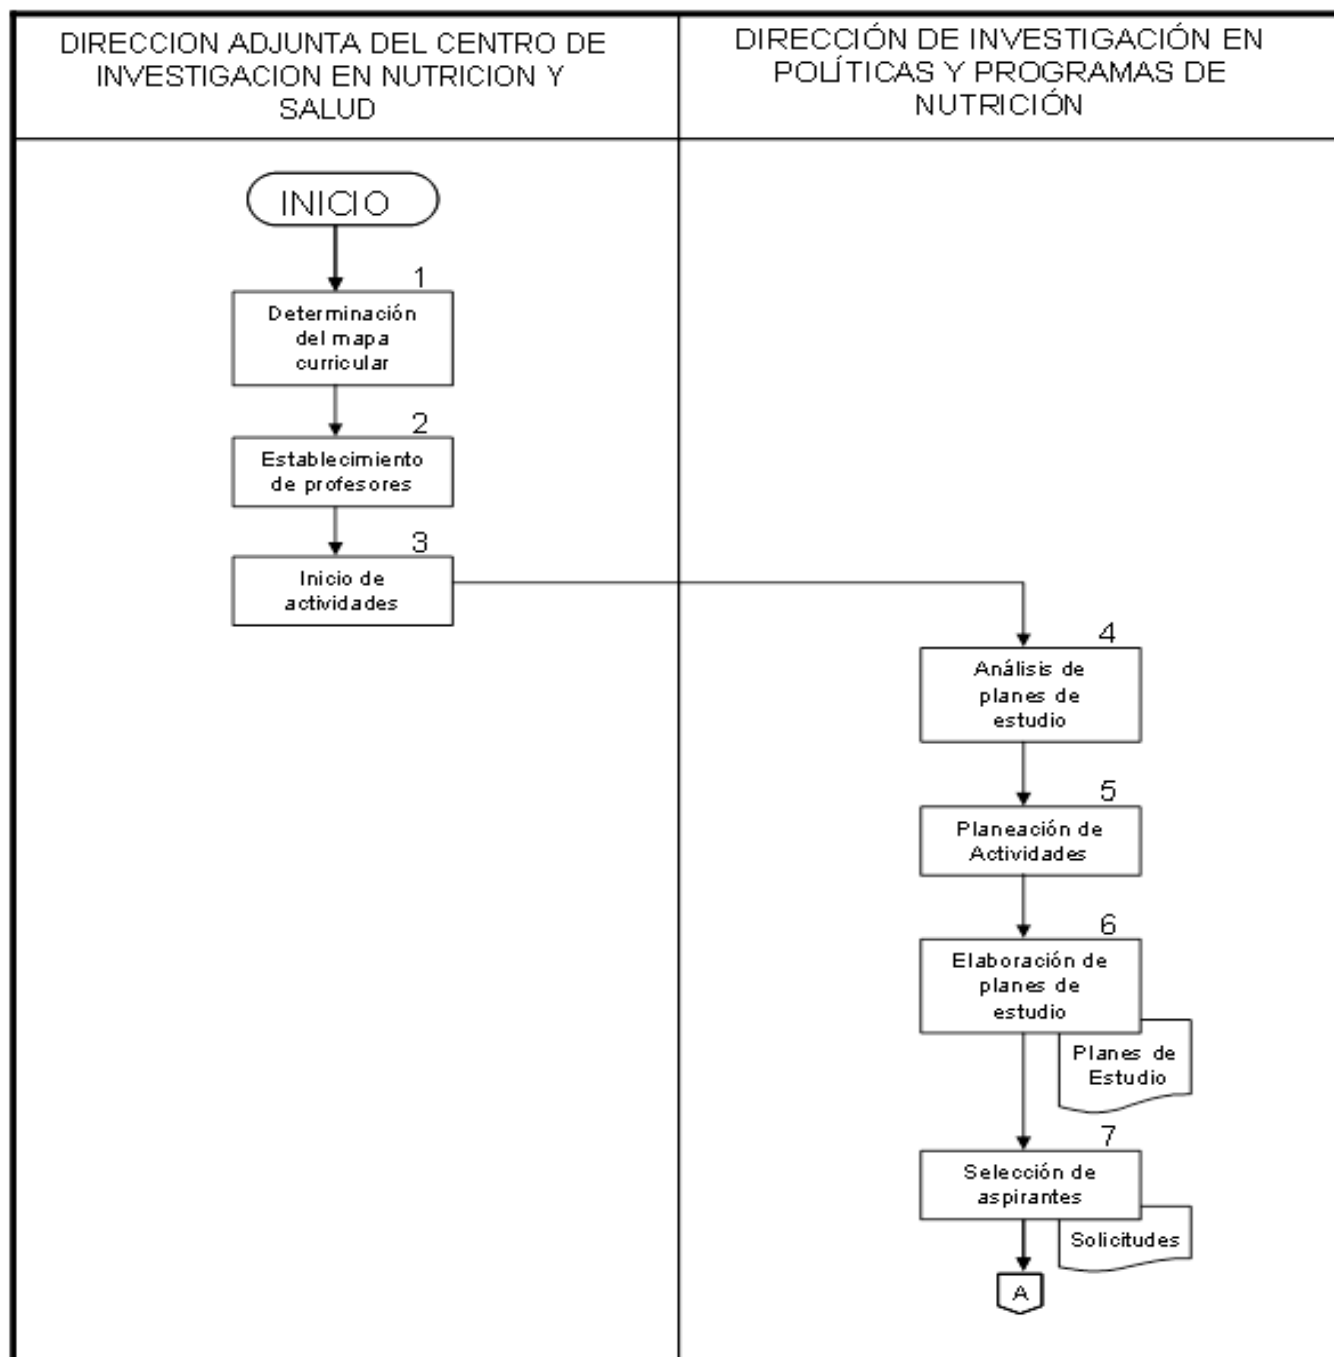 DIRECCION ADJUNTA DEL CENTRO DE
INVESTIGACION EN NUTRICION Y
SALUD
DIRECCIÓN DE INVESTIGACIÓN EN
POLÍTICAS Y PROGRAMAS DE
NUTRICIÓN
INICIO
1
Determinación
del mapa
curricular
2
Establecimiento
de profesores
3
Inicio de
actividades
4
Análisis de
planes de
estudio
5
Planeación de
Actividades
6
Elaboración de
planes de
estudio
Planes de
Estudio
7
Selección de
aspirantes
Solicitudes
A